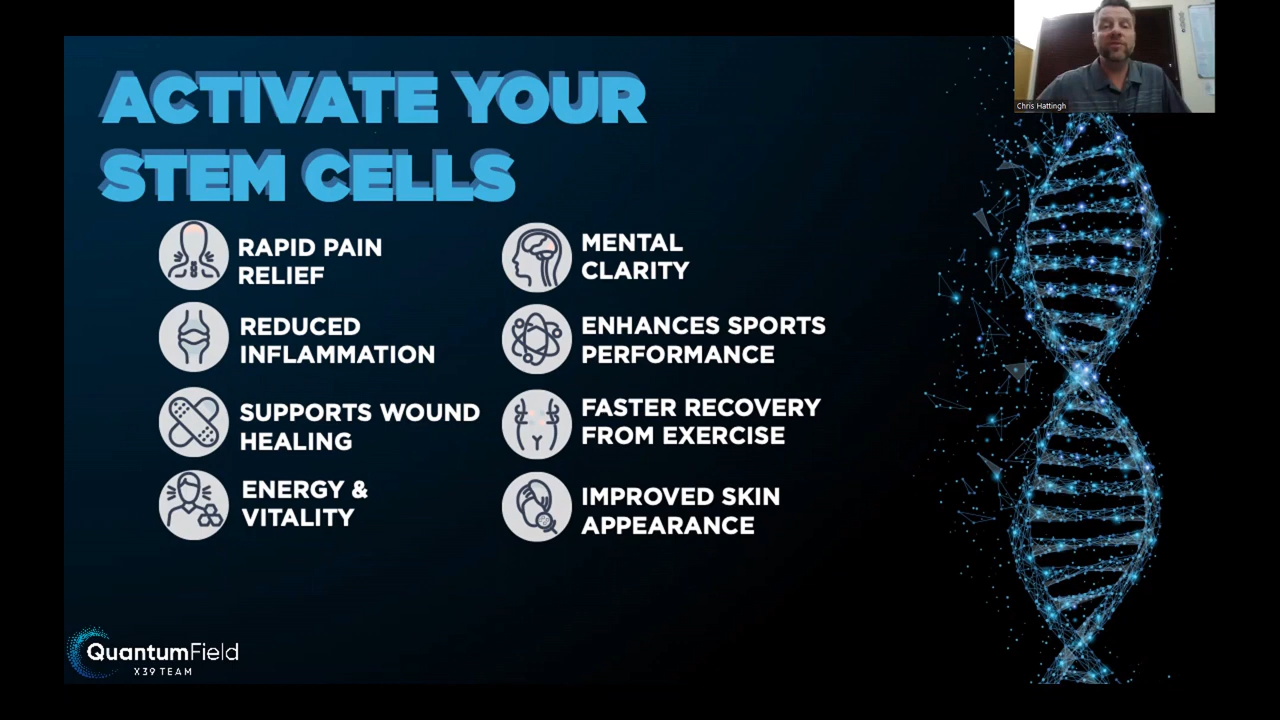 ACTIVATE YOUR
STEM CELLS
RAPID PAIN
RELIEF
REDUCED
INFLAMMATION
SUPPORTS WOUND
HEALING
ENERGY &
VITALITY
MENTAL
CLARITY
ENHANCES SPORTS
PERFORMANCE
FASTER RECOVERY
FROM EXERCISE
IMPROVED SKIN
APPEARANCE
Chris Hattingh
QuantumField
X39 TEAM